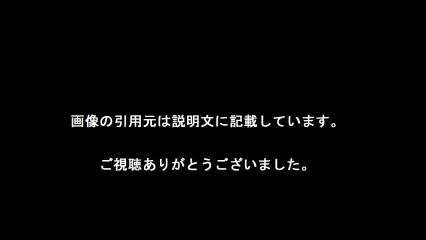 画像の引用元は説明文に記載しています。
ご視聴ありがとうございました。